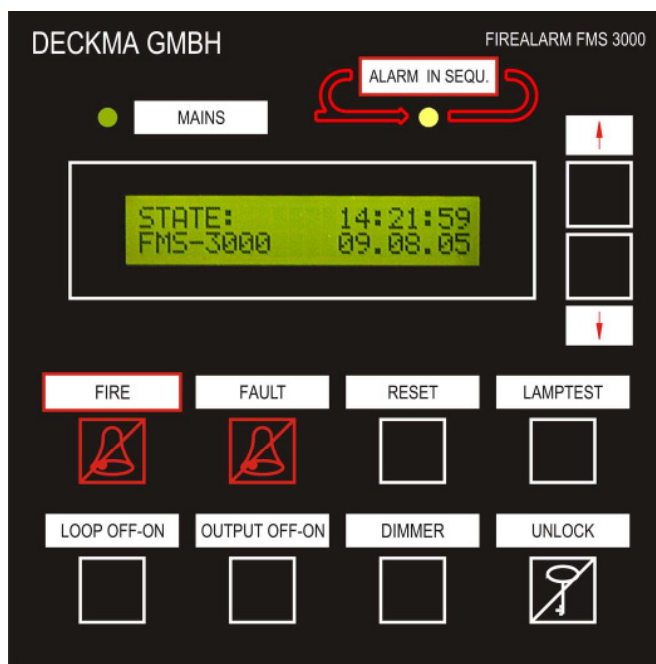 DECKMA GMBH
FIREALARM FMS 3000
ALARM IN SEQU.
MAINS
STATE: 14:21:59
FMS-3000 09.08.05
FIRE
FAULT
RESET
LAMPTEST
LOOP OFF-ON
OUTPUT OFF-ON
DIMMER
UNLOCK